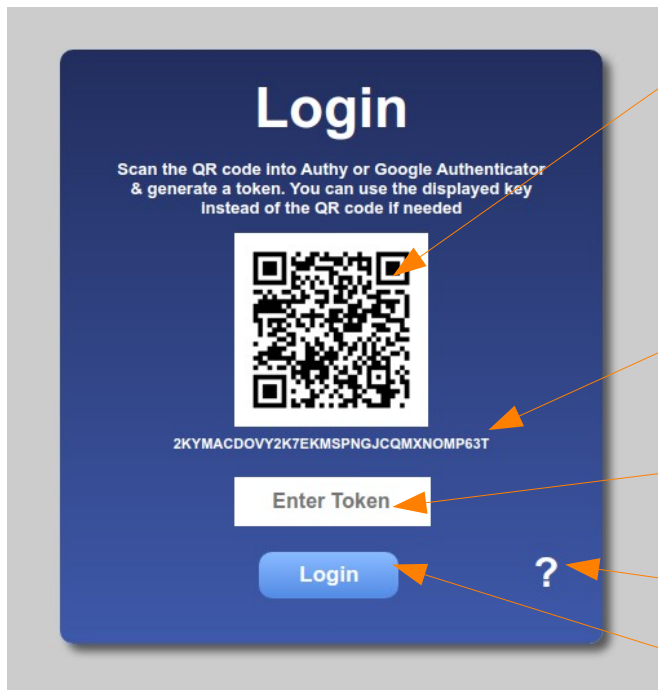 Login
Scan the QR code into Authy or Google Authenticator
& generate a token. You can use the displayed key
instead of the QR code if needed
2KYMACDOVY2K7EKMSPNGJCQMXNOMP63T
Enter Token
Login
?